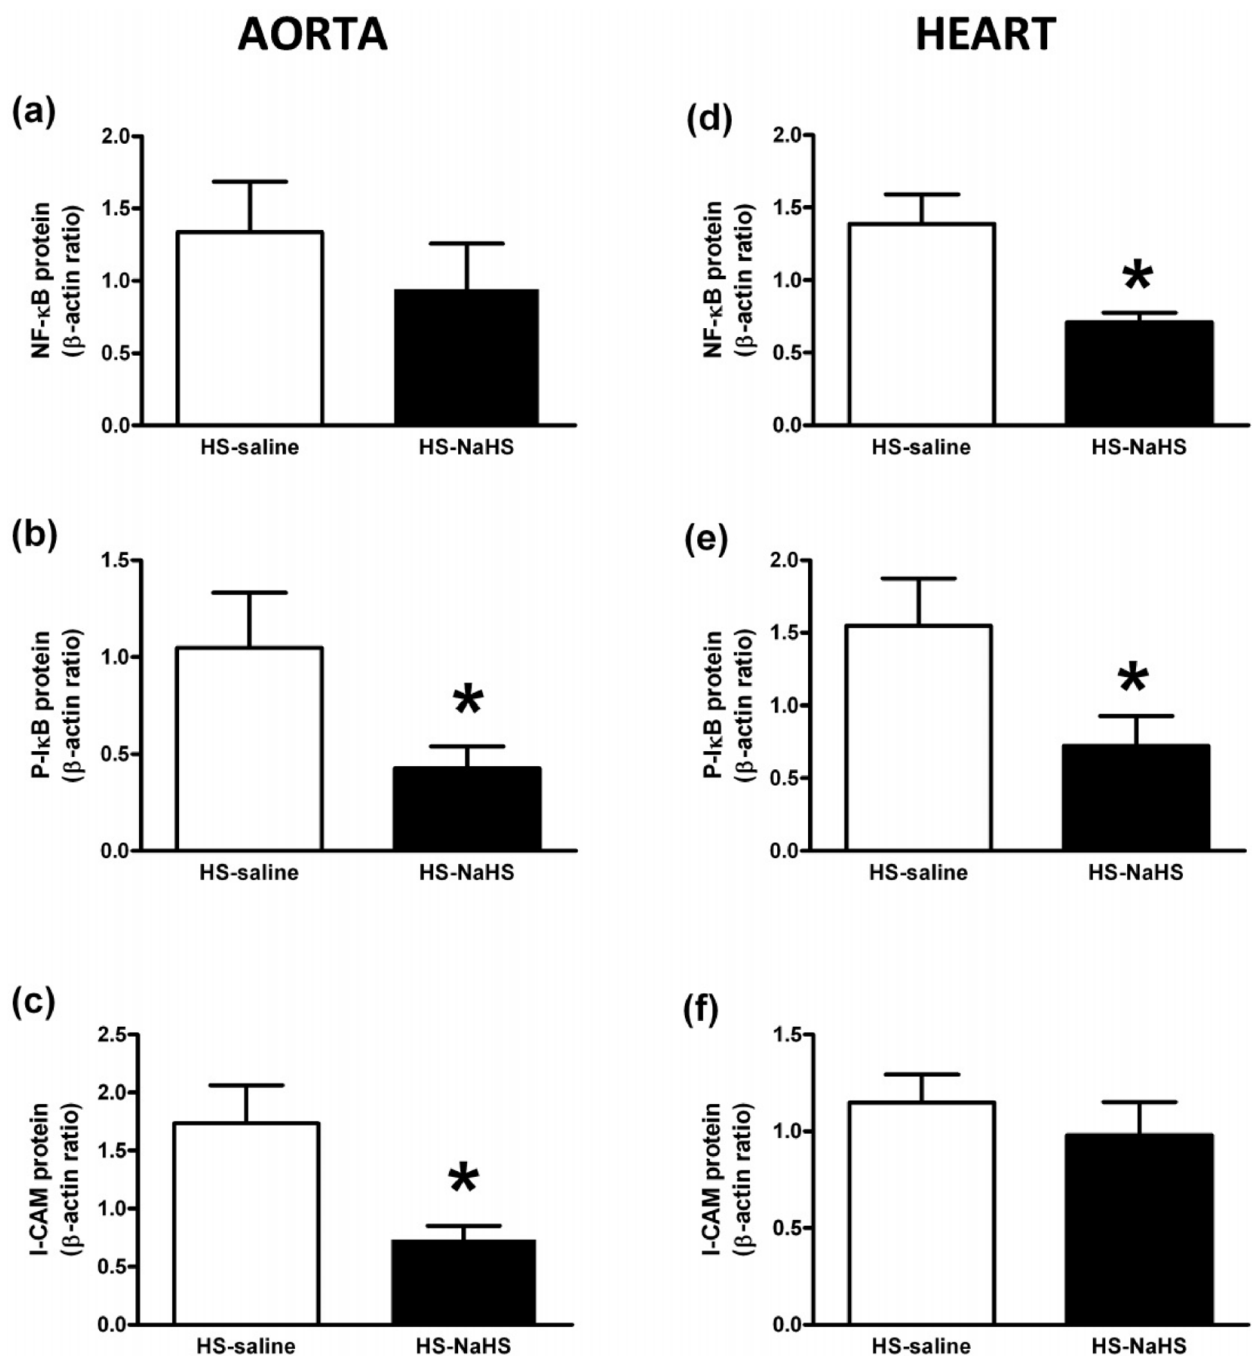 AORTA
HEART
(a)
2.0
1.5
1.0
0.5
0.0
NF-κB protein
(β-actin ratio)
HS-saline
HS-NaHS
(d)
2.0
1.5
*
1.0
0.5
0.0
NF-κB protein
(β-actin ratio)
HS-saline
HS-NaHS
(b)
1.5
1.0
*
0.5
0.0
P-IκB protein
(β-actin ratio)
HS-saline
HS-NaHS
(e)
2.0
1.5
*
1.0
0.5
0.0
P-IκB protein
(β-actin ratio)
HS-saline
HS-NaHS
(c)
2.5
2.0
1.5
*
1.0
0.5
0.0
I-CAM protein
(β-actin ratio)
HS-saline
HS-NaHS
(f)
1.5
1.0
0.5
0.0
I-CAM protein
(β-actin ratio)
HS-saline
HS-NaHS